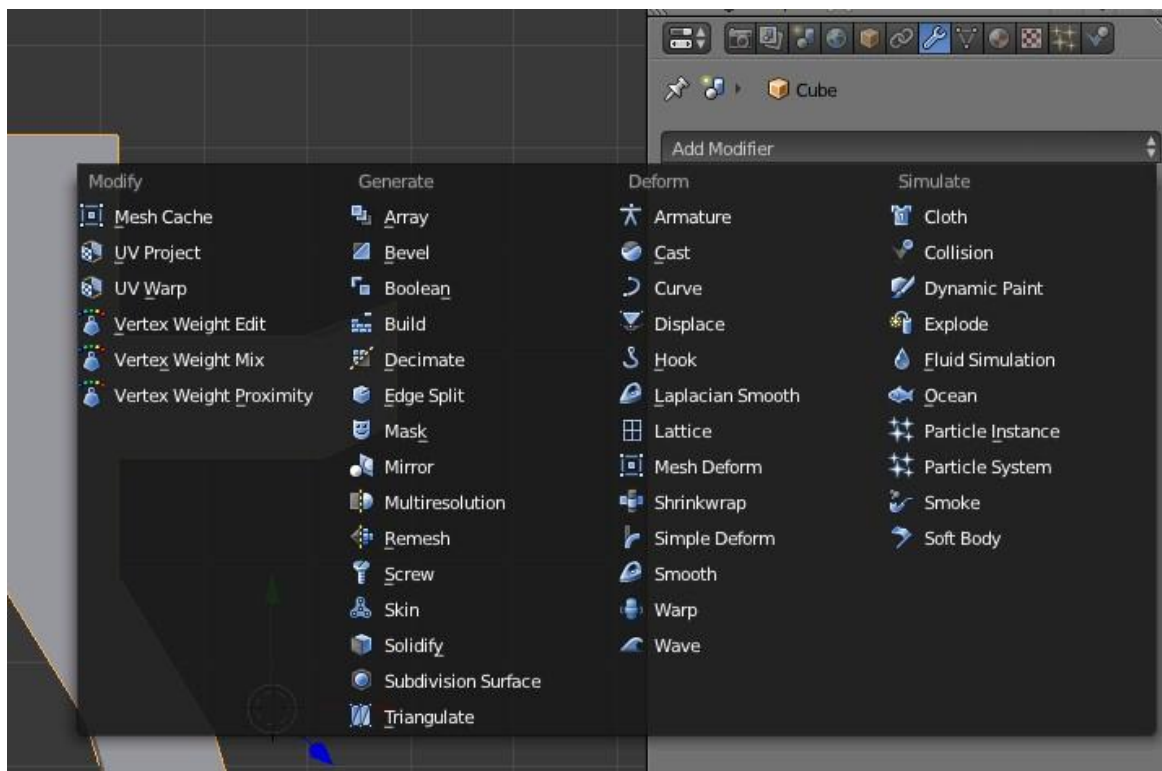 Cube
Add Modifier
Modify
Mesh Cache
UV Project
UV Warp
Vertex Weight Edit
Vertex Weight Mix
Vertex Weight Proximity
Generate
Array
Bevel
Boolean
Build
Decimate
Edge Split
Mask
Mirror
Multiresolution
Remesh
Screw
Skin
Solidify
Subdivision Surface
Triangulate
Deform
Armature
Cast
Curve
Displace
Hook
Laplacian Smooth
Lattice
Mesh Deform
Shrinkwrap
Simple Deform
Smooth
Warp
Wave
Simulate
Cloth
Collision
Dynamic Paint
Explode
Fluid Simulation
Ocean
Particle Instance
Particle System
Smoke
Soft Body